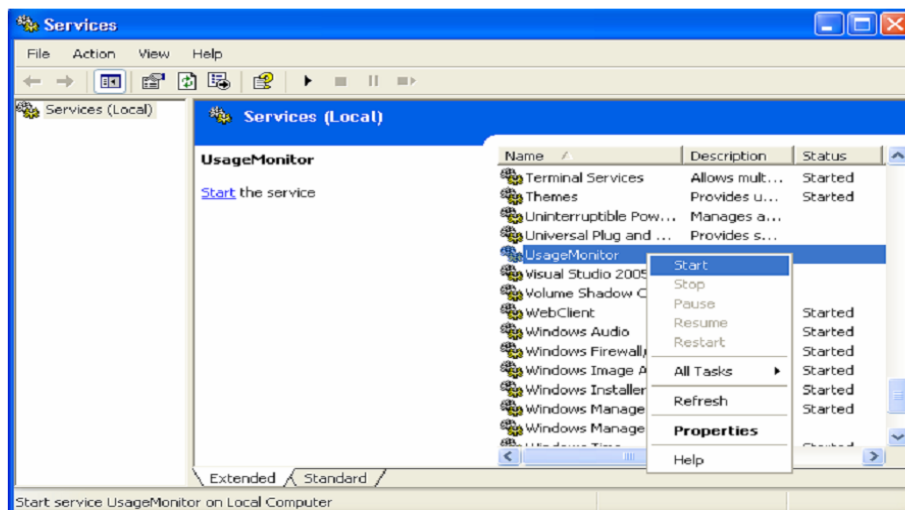 Services
File Action View Help
Services (Local)
Services (Local)
UsageMonitor
Start the service
Name Description Status
Terminal Services Allows mult... Started
Themes Provides u... Started
Uninterruptible Pow... Manages a...
Universal Plug and ... Provides s...
UsageMonitor
Visual Studio 2005
Volume Shadow C
WebClient Started
Windows Audio Started
Windows Firewall/ Started
Windows Image A Started
Windows Installer Started
Windows Manage Started
Windows Manage
Start
Stop
Pause
Resume
Restart
All Tasks
Refresh
Properties
Help
Extended Standard
Start service UsageMonitor on Local Computer